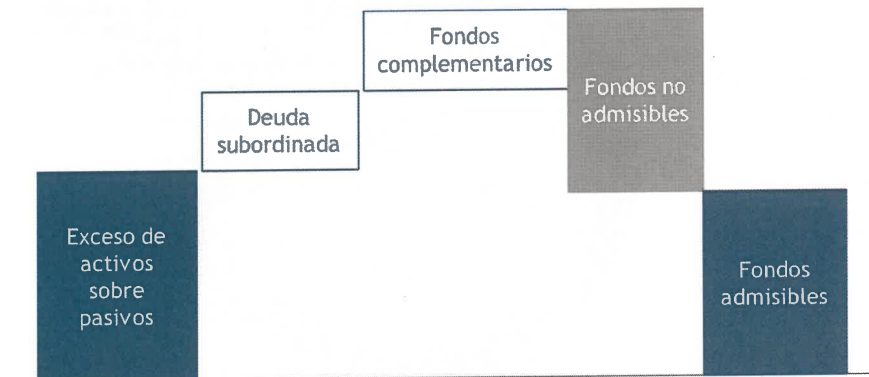 Fondos
complementarios
Fondos no
admisibles
Deuda
subordinada
Exceso de
activos
sobre
pasivos
Fondos
admisibles